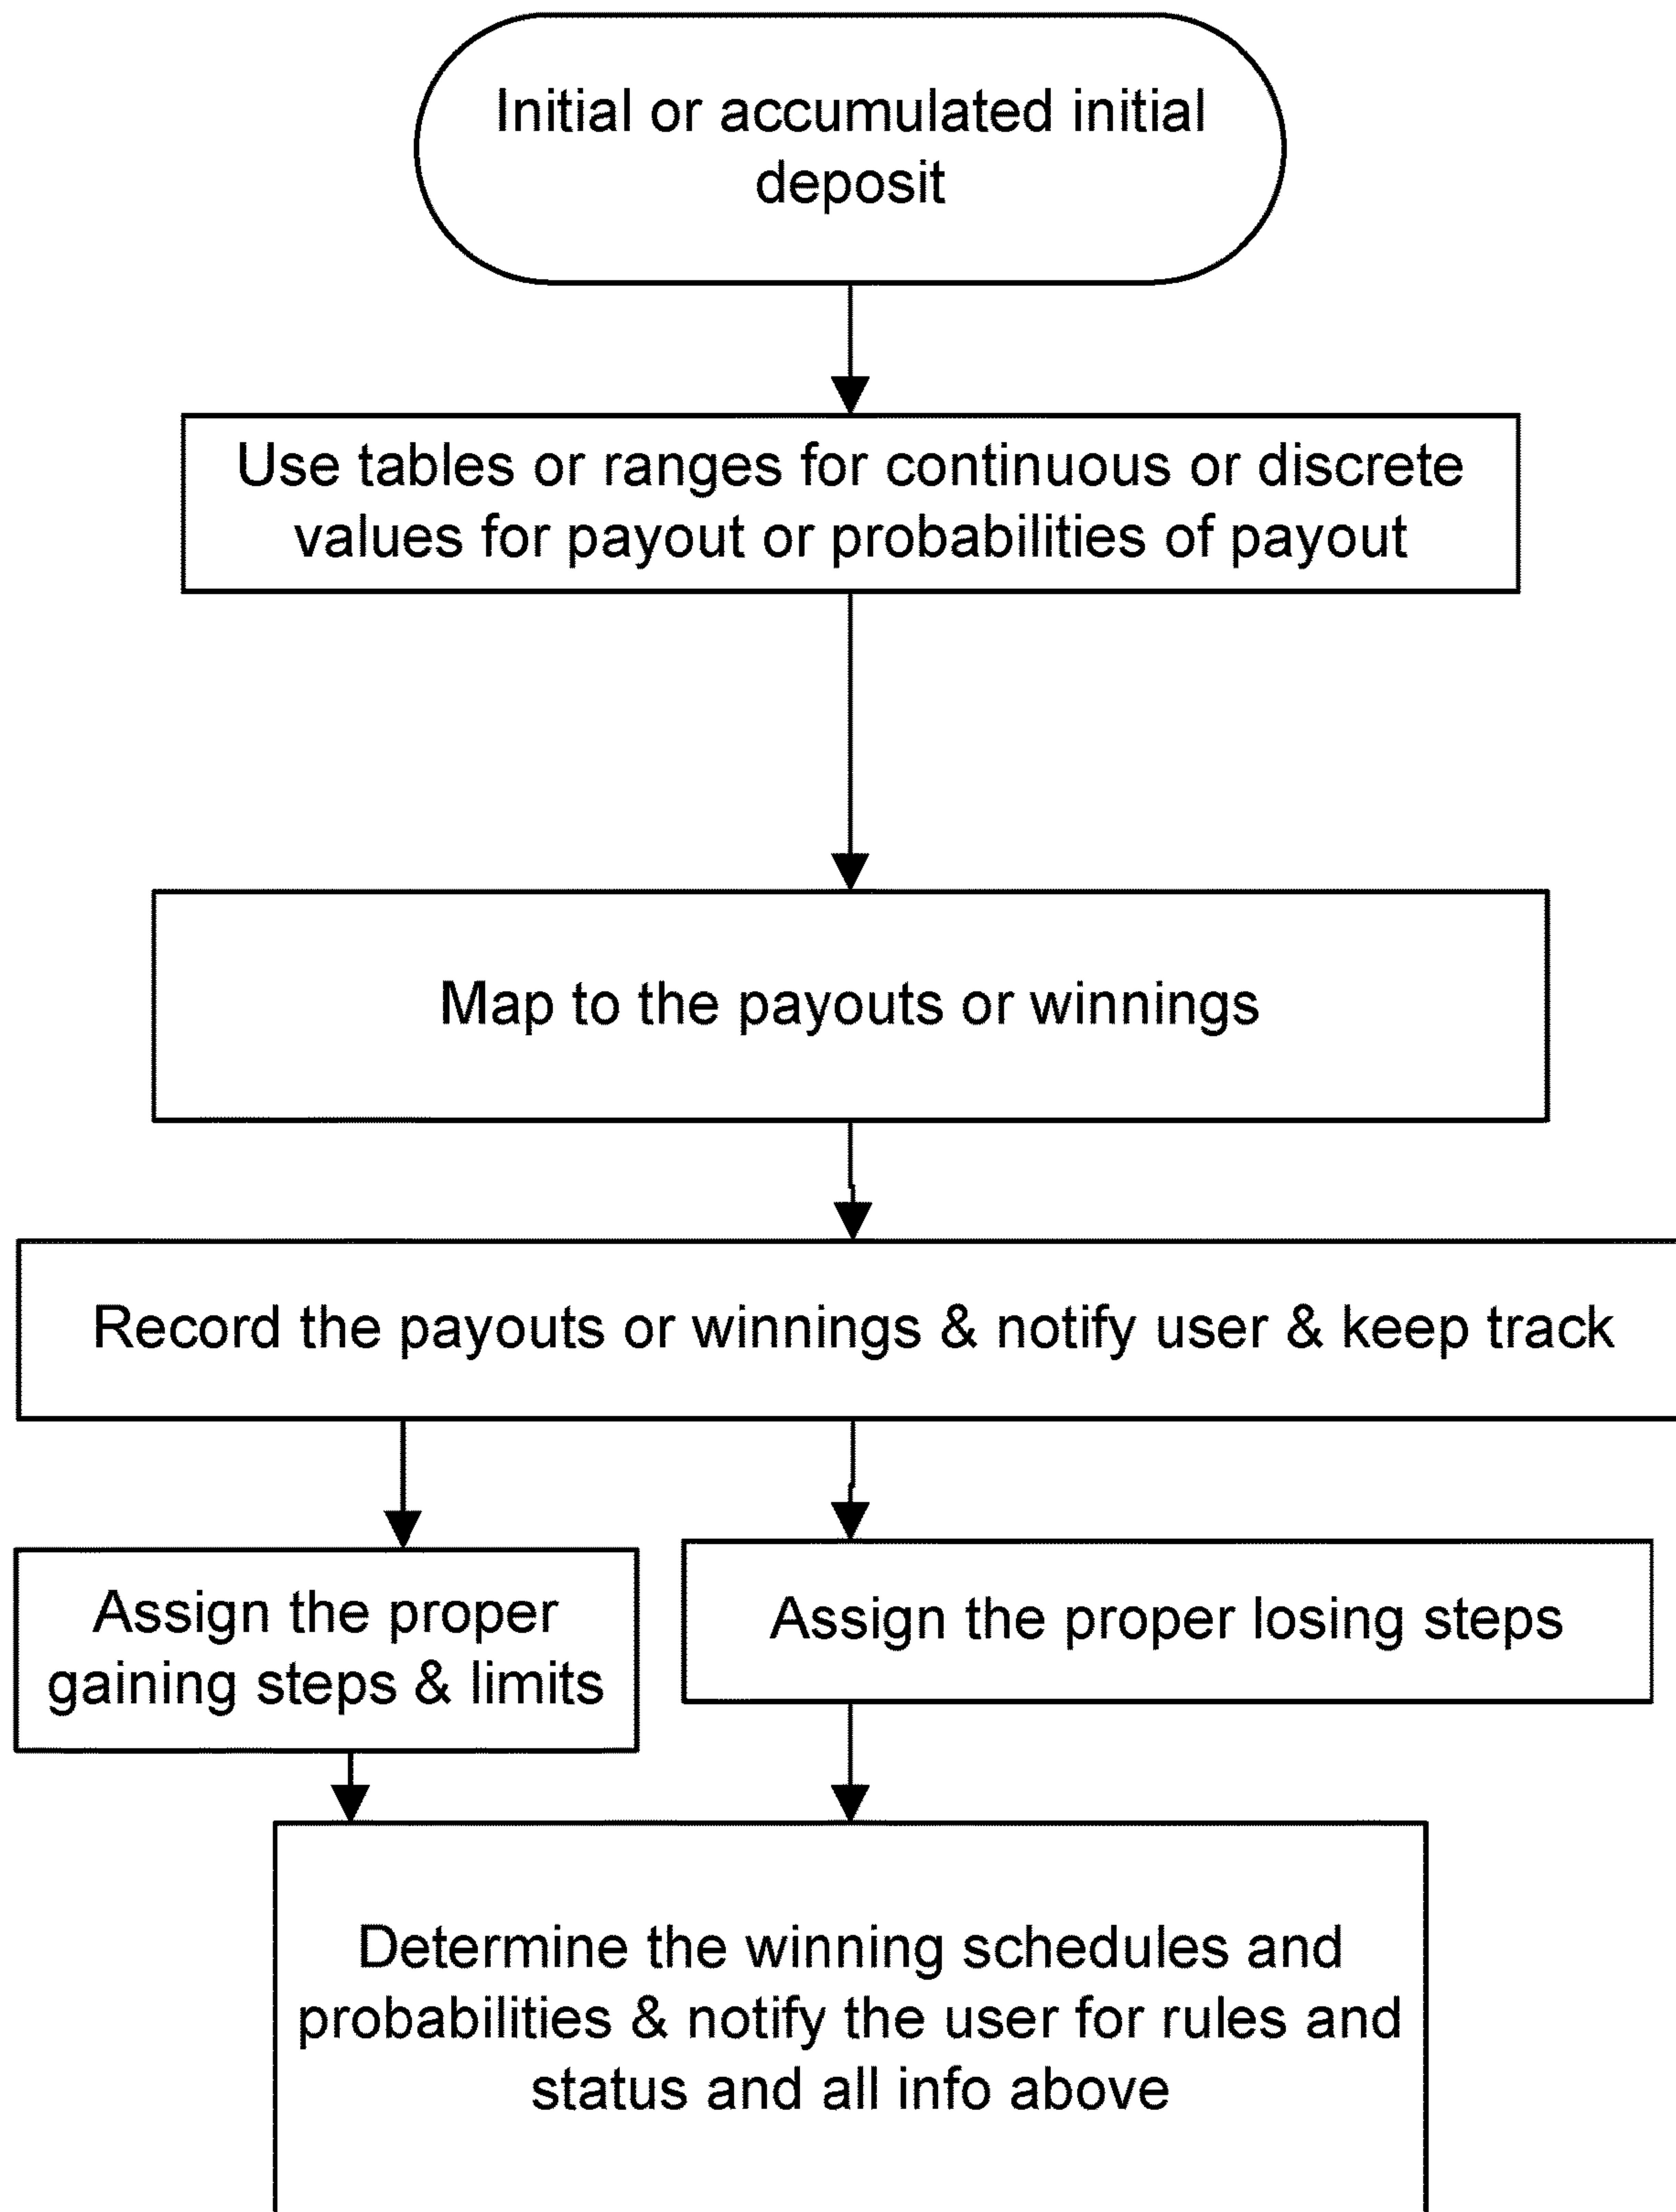 Initial or accumulated initial
deposit
Use tables or ranges for continuous or discrete
values for payout or probabilities of payout
Map to the payouts or winnings
Record the payouts or winnings & notify user & keep track
Assign the proper
gaining steps & limits
Assign the proper losing steps
Determine the winning schedules and
probabilities & notify the user for rules and
status and all info above